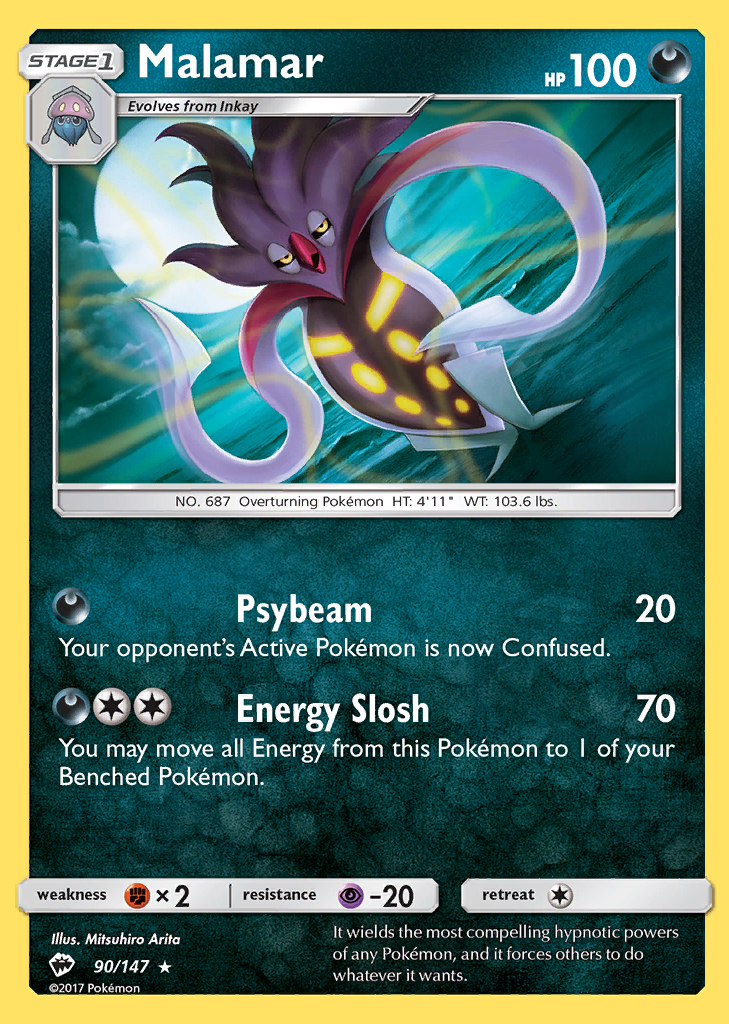 STAGE1 Malamar HP 100
Evolves from Inkay
NO. 687 Overturning Pokémon HT: 4'11" WT: 103.6 lbs.
Psybeam 20
Your opponent's Active Pokémon is now Confused.
Energy Slosh 70
You may move all Energy from this Pokémon to 1 of your
Benched Pokémon.
weakness ×2 resistance -20 retreat
Illus. Mitsuhiro Arita
90/147 ★
©2017 Pokémon
It wields the most compelling hypnotic powers
of any Pokémon, and it forces others to do
whatever it wants.